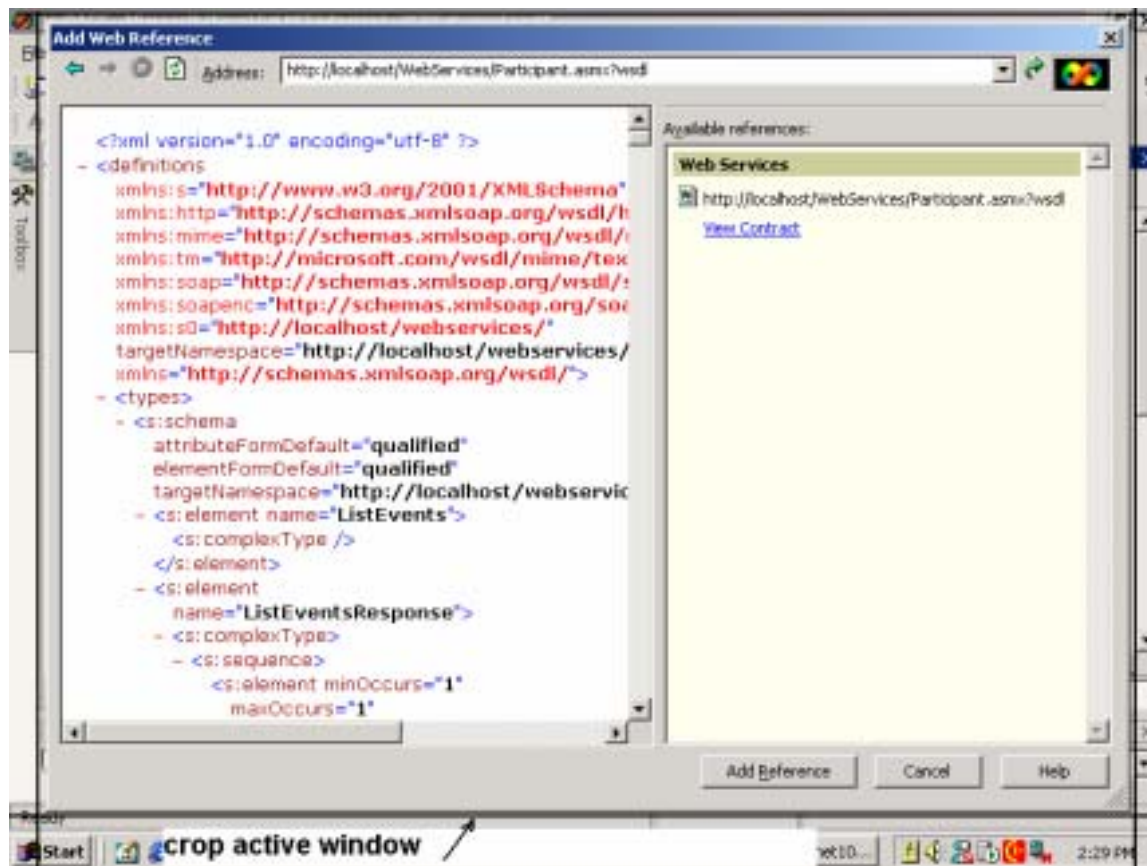 Add Web Reference
Address: http://localhost/WebServices/Participant.asmx?wsdl
<?xml version="1.0" encoding="utf-8" ?>
- <definitions
xmlns:s="http://www.w3.org/2001/XMLSchema"
xmlns:http="http://schemas.xmlsoap.org/wsdl/h
xmlns:mime="http://schemas.xmlsoap.org/wsdl/
xmlns:tm="http://microsoft.com/wsdl/mime/tex
xmlns:soap="http://schemas.xmlsoap.org/wsdl/s
xmlns:soapenc="http://schemas.xmlsoap.org/soa
xmlns:s0="http://localhost/webservices/"
targetNamespace="http://localhost/webservices/
xmlns="http://schemas.xmlsoap.org/wsdl/">
- <types>
- <s:schema
attributeFormDefault="qualified"
elementFormDefault="qualified"
targetNamespace="http://localhost/webservic
- <s:element name="ListEvents">
<s:complexType />
</s:element>
- <s:element
name="ListEventsResponse">
- <s:complexType>
- <s:sequence>
<s:element minOccurs="1"
maxOccurs="1"
Available references:
Web Services
http://localhost/WebServices/Participant.asmx?wsdl
View Contract
Add Reference
Cancel
Help
Toolbox
Ready
Start
crop active window
net10...
2:29 PM